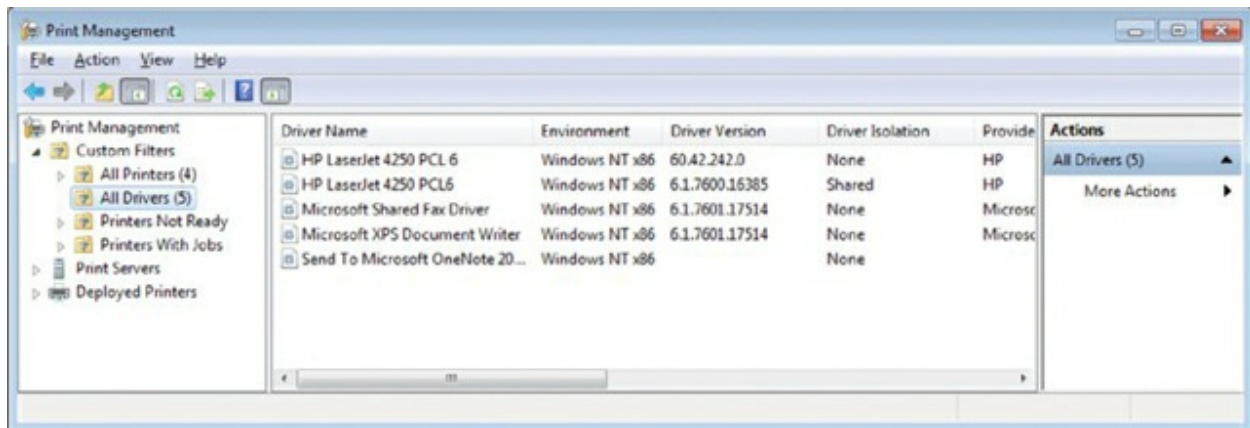 Print Management
File Action View Help
Print Management
Custom Filters
All Printers (4)
All Drivers (5)
Printers Not Ready
Printers With Jobs
Print Servers
Deployed Printers
Driver Name Environment Driver Version Driver Isolation Provide
HP LaserJet 4250 PCL 6 Windows NT x86 60.42.242.0 None HP
HP LaserJet 4250 PCL6 Windows NT x86 6.1.7600.16385 Shared HP
Microsoft Shared Fax Driver Windows NT x86 6.1.7601.17514 None Microsc
Microsoft XPS Document Writer Windows NT x86 6.1.7601.17514 None Microsc
Send To Microsoft OneNote 20... Windows NT x86 None
Actions
All Drivers (5)
More Actions